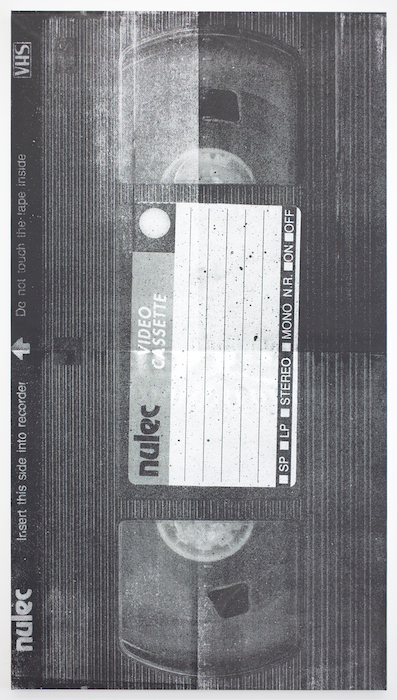 nulec Insert this side into recorder Do not touch the tape inside VHS
nulec VIDEO
CASSETTE
SP LP STEREO MONO N.R. ON OFF